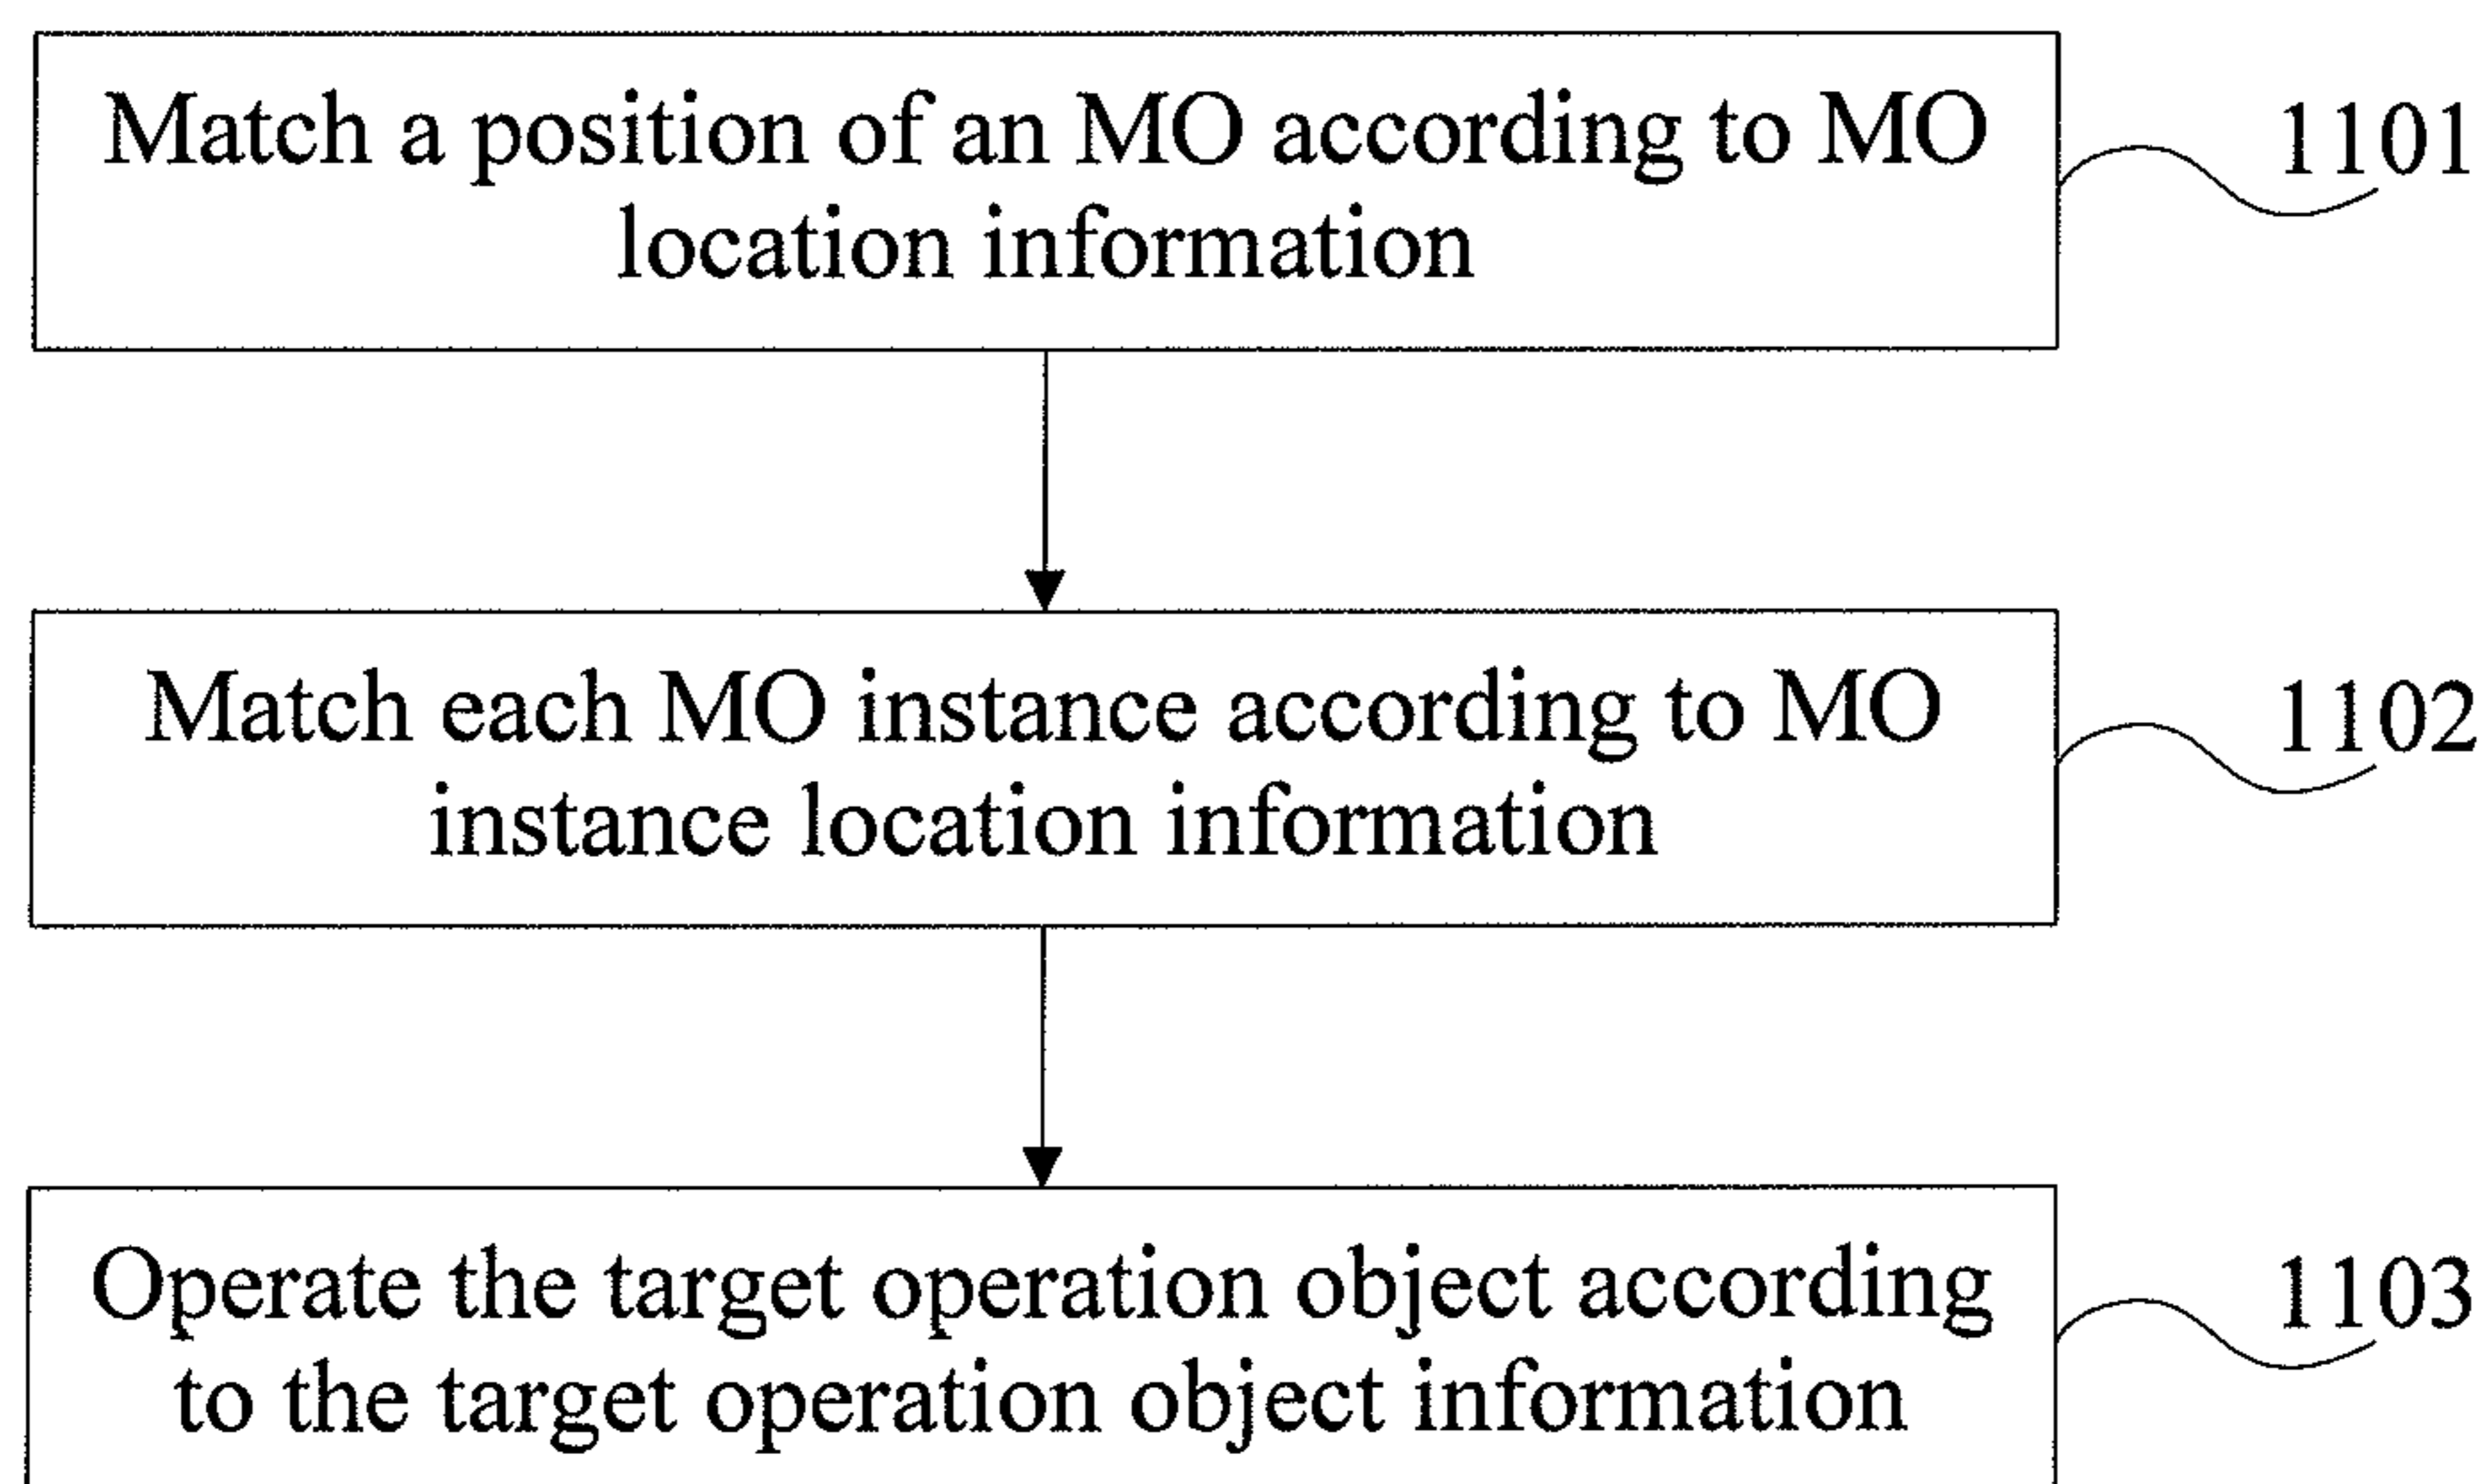 Match a position of an MO according to MO
location information
1101
Match each MO instance according to MO
instance location information
1102
Operate the target operation object according
to the target operation object information
1103